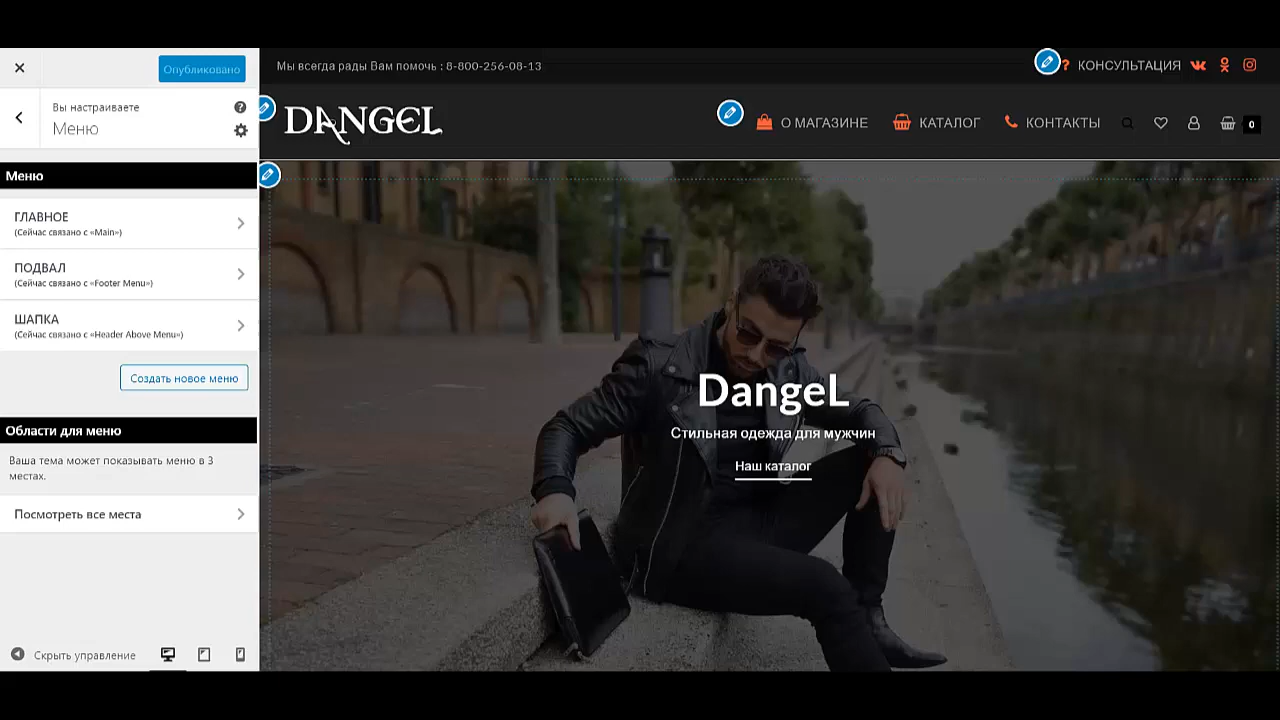 Опубликовано
Вы настраиваете
Меню
Меню
ГЛАВНОЕ
(Сейчас связано с «Main»)
ПОДВАЛ
(Сейчас связано с «Footer Menu»)
ШАПКА
(Сейчас связано с «Header Above Menu»)
Создать новое меню
Области для меню
Ваша тема может показывать меню в 3
местах.
Посмотреть все места
Скрыть управление
Мы всегда рады Вам помочь : 8-800-256-08-13
? КОНСУЛЬТАЦИЯ
DANGEL
О МАГАЗИНЕ КАТАЛОГ КОНТАКТЫ 0
DangeL
Стильная одежда для мужчин
Наш каталог